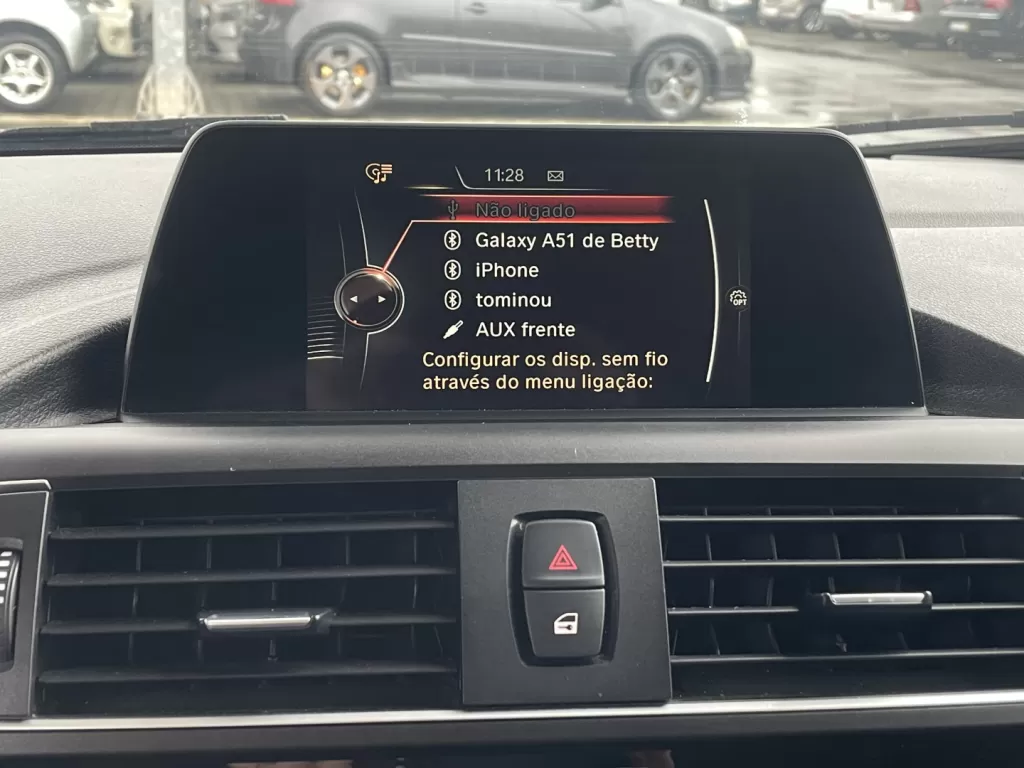 11:28
Não ligado
Galaxy A51 de Betty
iPhone
tominou
OPT
AUX frente
Configurar os disp. sem fio
através do menu ligação: